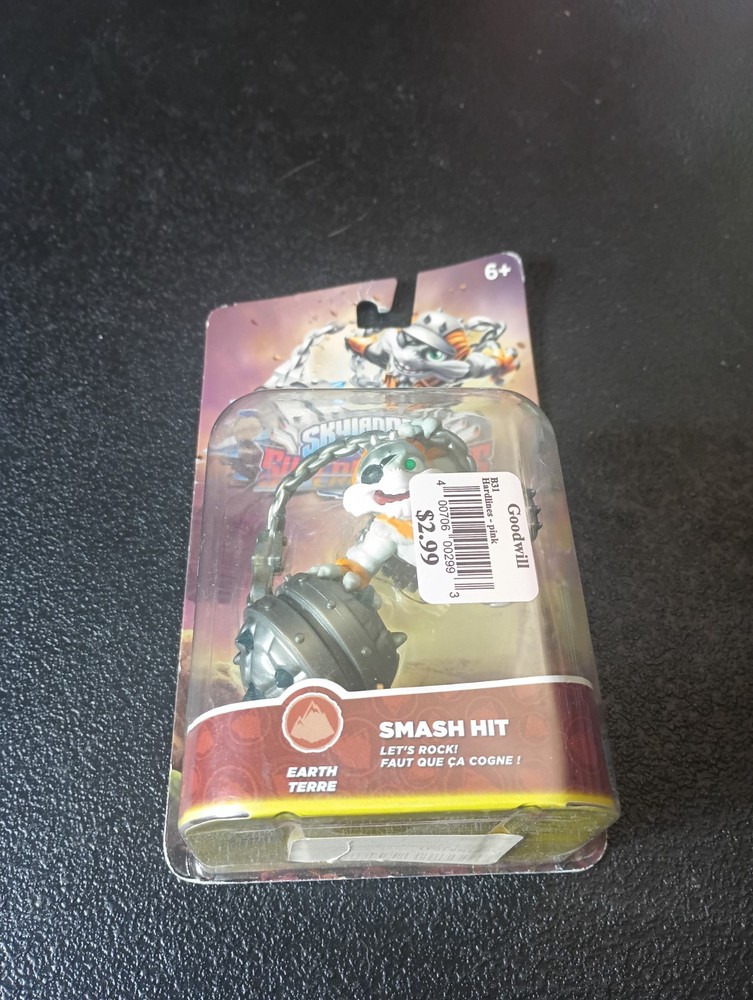 6+
SKYLAND
Goodwill
B31
Hardlines - pink
4 00706 00299 3
$2.99
SMASH HIT
LET'S ROCK!
FAUT QUE ÇA COGNE !
EARTH
TERRE